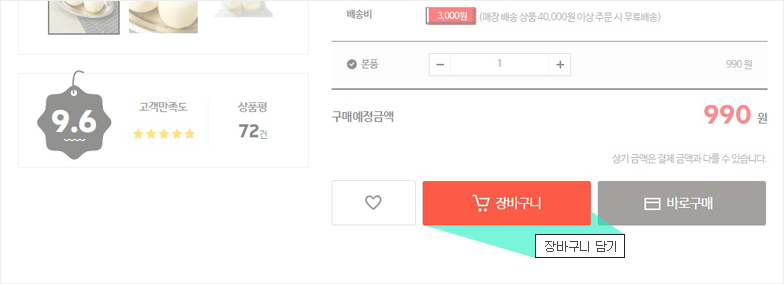 배송비 3,000원 (매장 배송 상품 40,000원 이상 주문 시 무료배송)
본품 1 990 원
9.6 고객만족도 상품평
72건
구매예정금액 990 원
상기 금액은 결제 금액과 다를 수 있습니다.
장바구니 바로구매
장바구니 담기